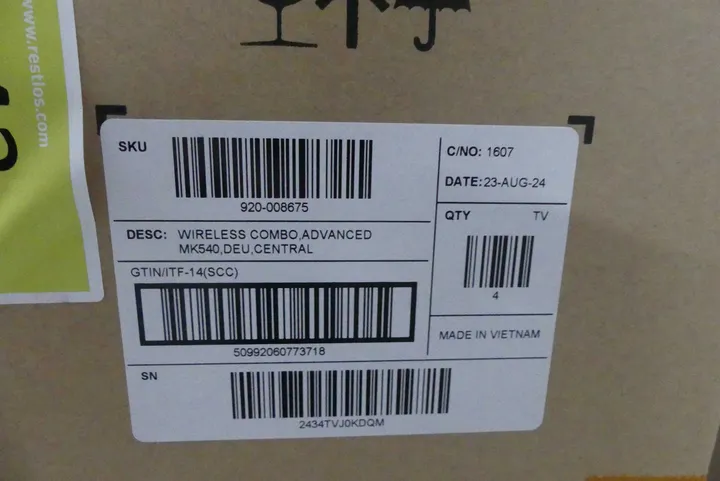 www.restlos.com
SKU
920-008675
C/NO: 1607
DATE:23-AUG-24
DESC: WIRELESS COMBO,ADVANCED
MK540,DEU,CENTRAL
QTY TV
4
GTIN/ITF-14(SCC)
50992060773718
MADE IN VIETNAM
SN
2434TVJ0KDQM